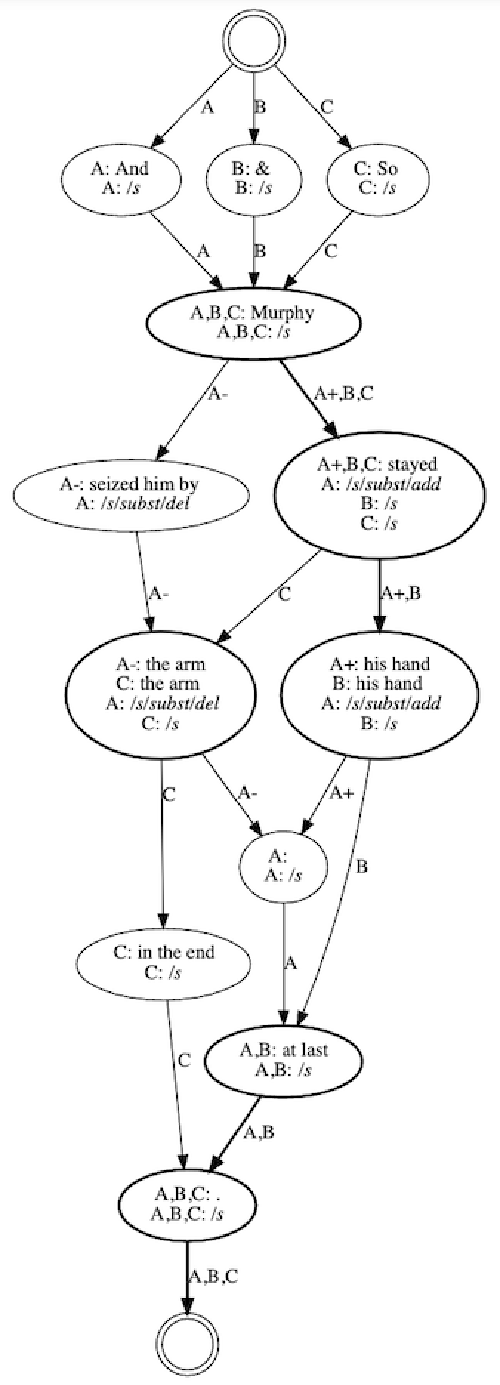 A
B
C
A: And
A: /s
B: &
B: /s
C: So
C: /s
A
B
C
A,B,C: Murphy
A,B,C: /s
A-
A+,B,C
A-: seized him by
A: /s/subst/del
A+,B,C: stayed
A: /s/subst/add
B: /s
C: /s
A-
C
A+,B
A-: the arm
C: the arm
A: /s/subst/del
C: /s
A+: his hand
B: his hand
A: /s/subst/add
B: /s
C
A-
A+
B
A:
A: /s
C: in the end
C: /s
A
A,B: at last
A,B: /s
C
A,B
A,B,C: .
A,B,C: /s
A,B,C